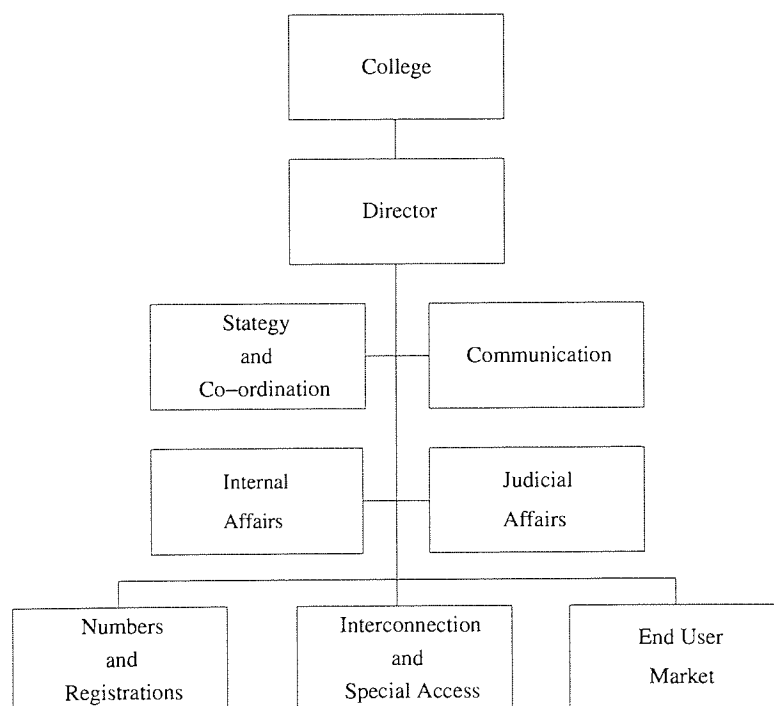 College
Director
Stategy
and
Co–ordination
Communication
Internal
Affairs
Judicial
Affairs
Numbers
and
Registrations
Interconnection
and
Special Access
End User
Market